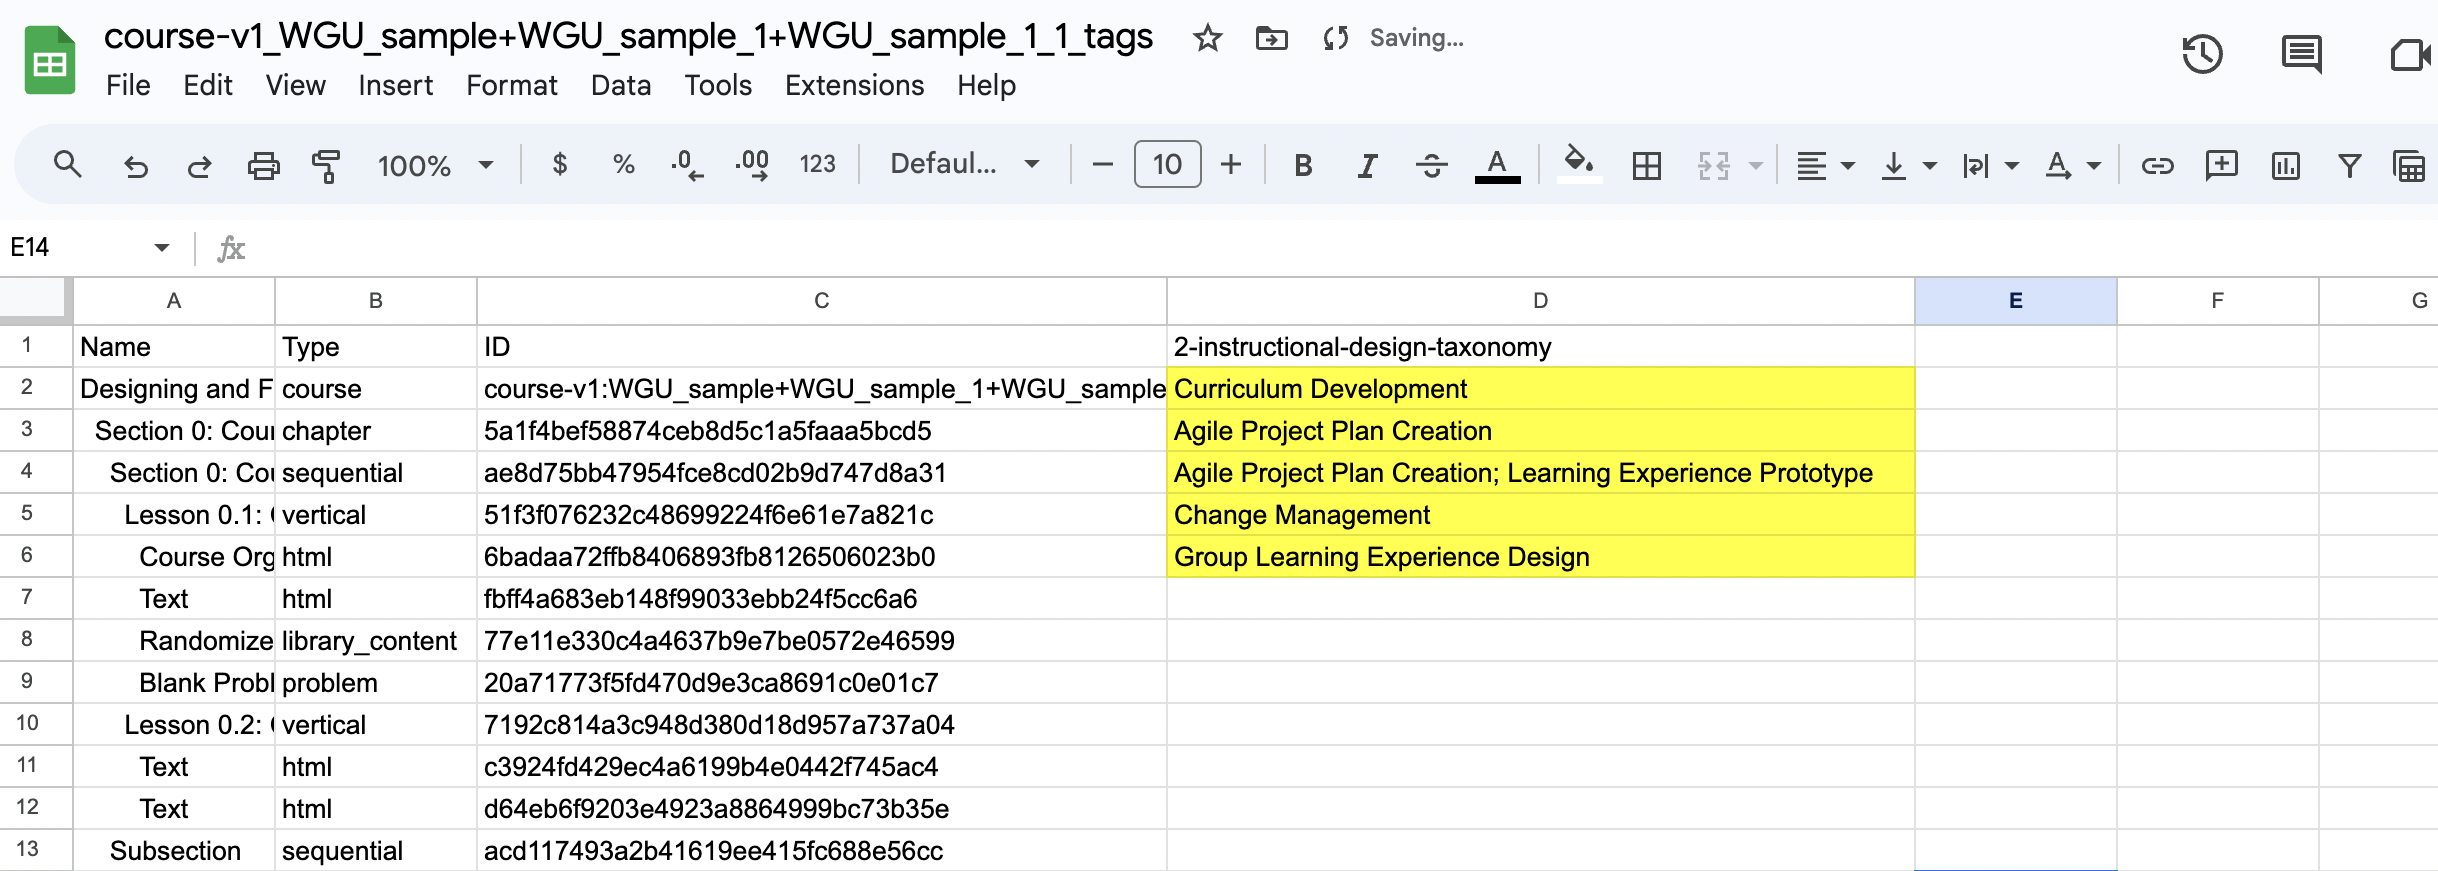 course-v1_WGU_sample+WGU_sample_1+WGU_sample_1_1_tags Saving...
File Edit View Insert Format Data Tools Extensions Help
100% $ % .0 .00 123 Defaul... 10 B I S A A
E14 fx
A B C D E F G
1 Name Type ID 2-instructional-design-taxonomy
2 Designing and F course course-v1:WGU_sample+WGU_sample_1+WGU_sample Curriculum Development
3 Section 0: Cour chapter 5a1f4bef58874ceb8d5c1a5faaa5bcd5 Agile Project Plan Creation
4 Section 0: Cou sequential ae8d75bb47954fce8cd02b9d747d8a31 Agile Project Plan Creation; Learning Experience Prototype
5 Lesson 0.1: vertical 51f3f076232c48699224f6e61e7a821c Change Management
6 Course Org html 6badaa72ffb8406893fb8126506023b0 Group Learning Experience Design
7 Text html fbff4a683eb148f99033ebb24f5cc6a6
8 Randomize library_content 77e11e330c4a4637b9e7be0572e46599
9 Blank Probl problem 20a71773f5fd470d9e3ca8691c0e01c7
10 Lesson 0.2: vertical 7192c814a3c948d380d18d957a737a04
11 Text html c3924fd429ec4a6199b4e0442f745ac4
12 Text html d64eb6f9203e4923a8864999bc73b35e
13 Subsection sequential acd117493a2b41619ee415fc688e56cc